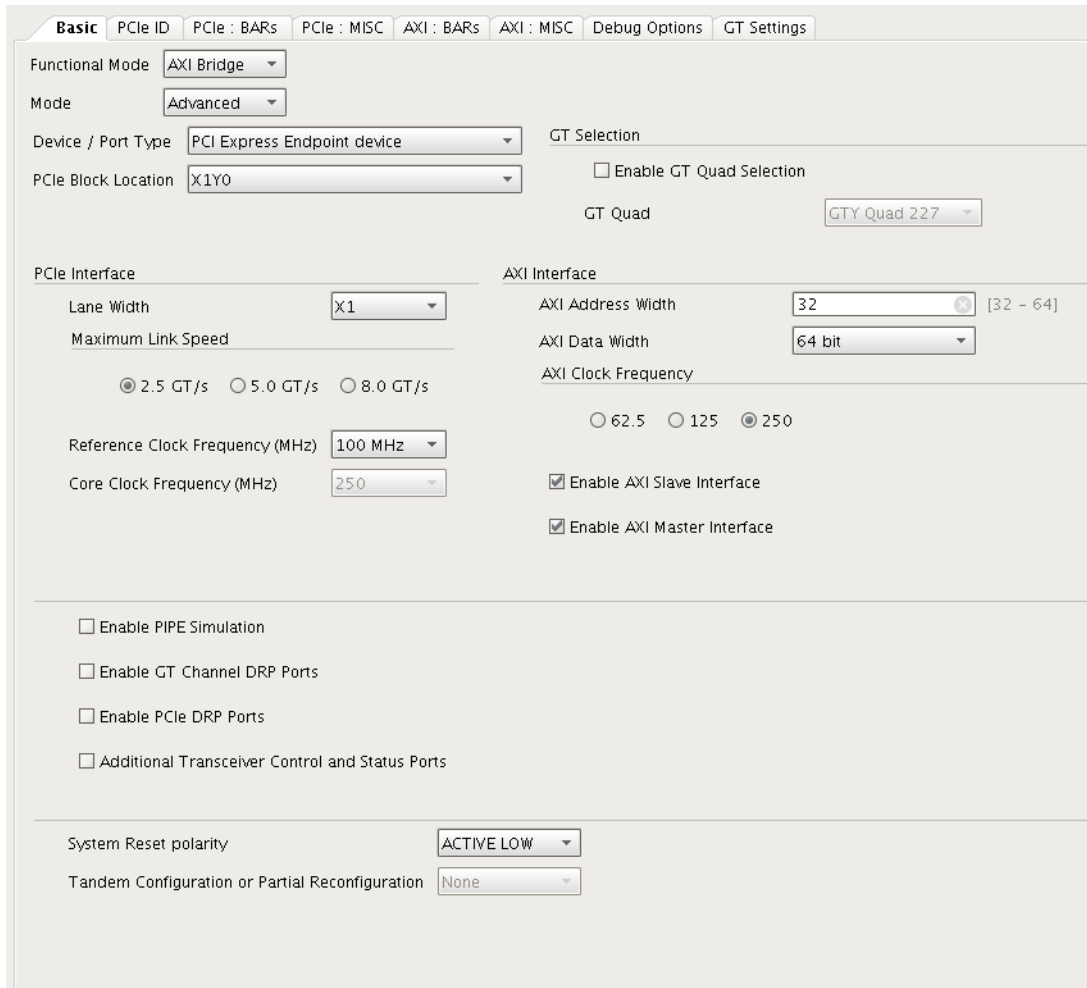 Basic PCIe ID PCIe : BARs PCIe : MISC AXI : BARs AXI : MISC Debug Options GT Settings
Functional Mode AXI Bridge
Mode Advanced
Device / Port Type PCI Express Endpoint device
PCIe Block Location X1Y0
GT Selection
Enable GT Quad Selection
GT Quad GTY Quad 227
PCIe Interface
Lane Width X1
Maximum Link Speed
2.5 GT/s 5.0 GT/s 8.0 GT/s
Reference Clock Frequency (MHz) 100 MHz
Core Clock Frequency (MHz) 250
AXI Interface
AXI Address Width 32 [32 - 64]
AXI Data Width 64 bit
AXI Clock Frequency
62.5 125 250
Enable AXI Slave Interface
Enable AXI Master Interface
Enable PIPE Simulation
Enable GT Channel DRP Ports
Enable PCIe DRP Ports
Additional Transceiver Control and Status Ports
System Reset polarity ACTIVE LOW
Tandem Configuration or Partial Reconfiguration None